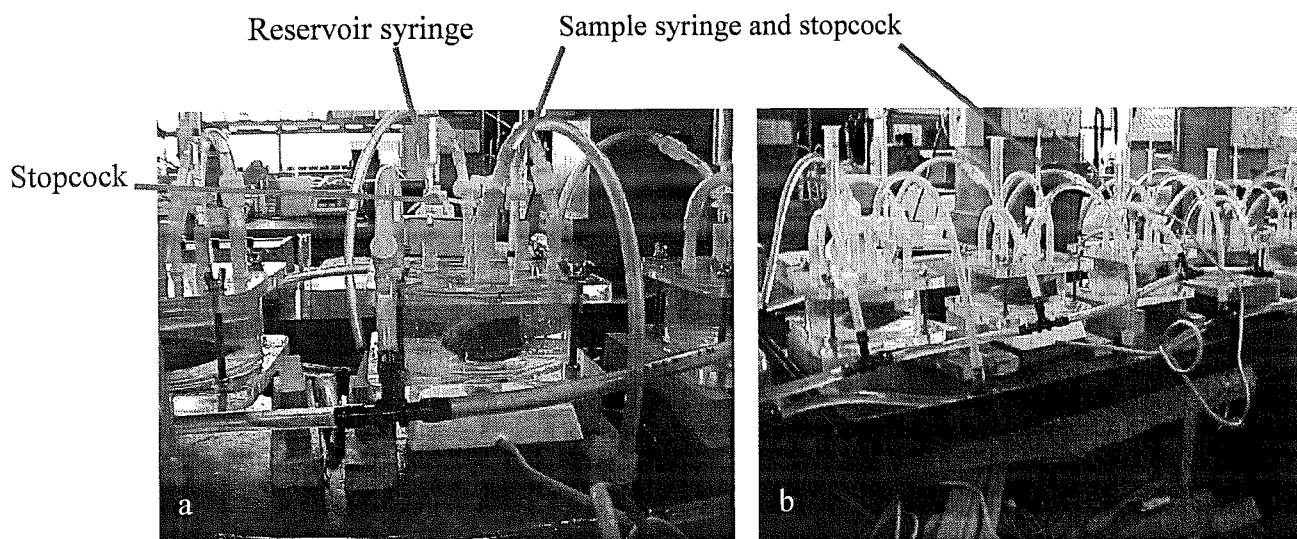 Reservoir syringe
Sample syringe and stopcock
Stopcock
a
b